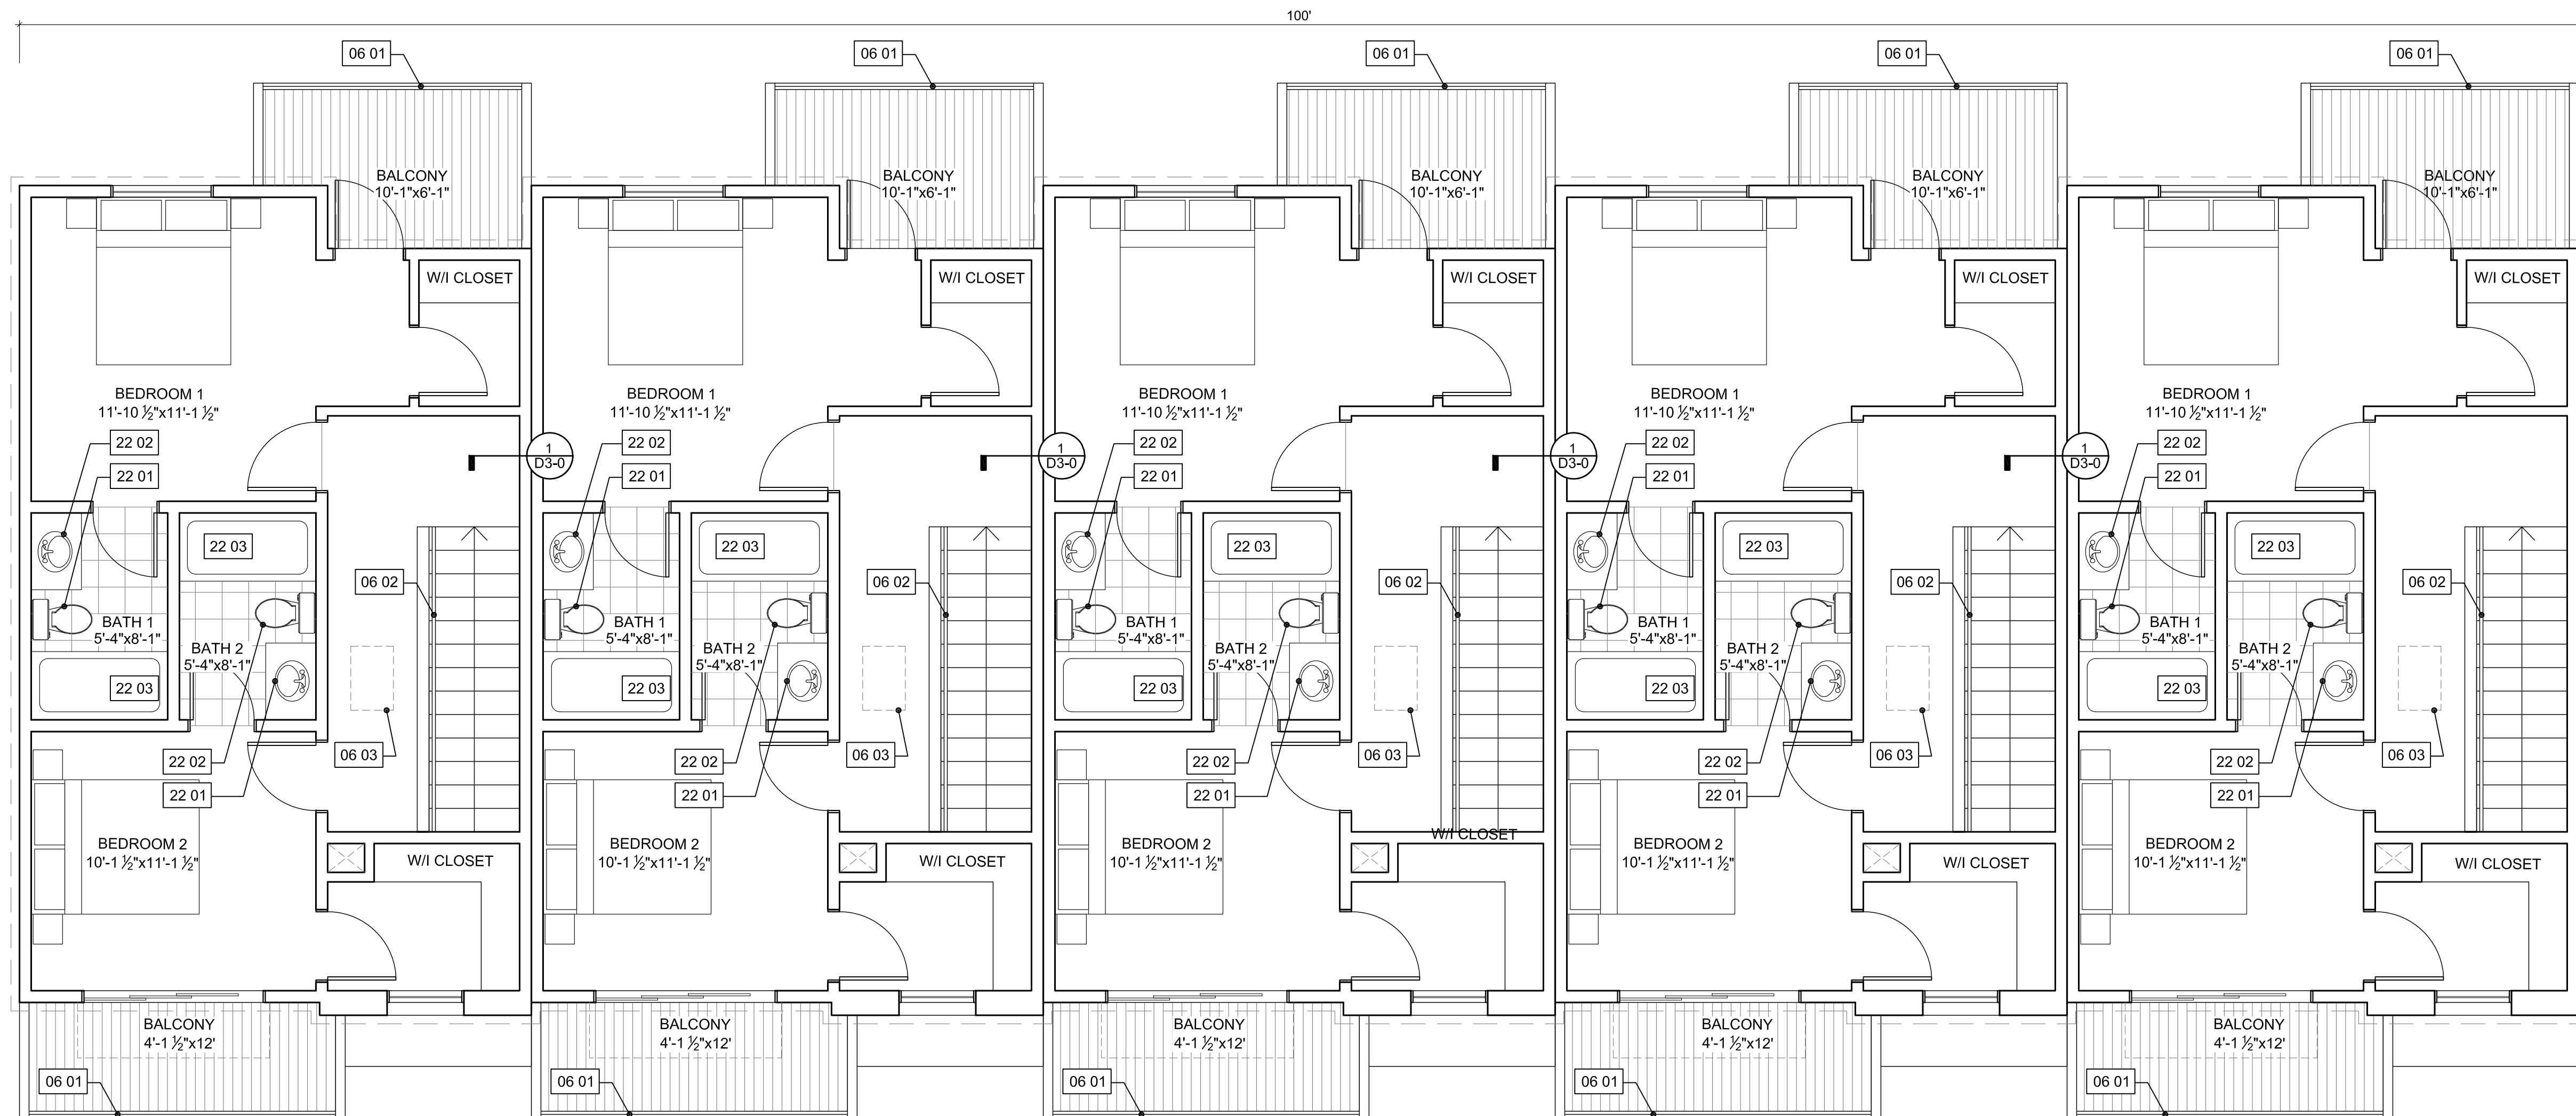 100'
06 01
06 01
06 01
06 01
06 01
BALCONY
10'-1"x6'-1"
BALCONY
10'-1"x6'-1"
BALCONY
10'-1"x6'-1"
BALCONY
10'-1"x6'-1"
BALCONY
10'-1"x6'-1"
W/I CLOSET
W/I CLOSET
W/I CLOSET
W/I CLOSET
W/I CLOSET
BEDROOM 1
11'-10 ½"x11'-1 ½"
BEDROOM 1
11'-10 ½"x11'-1 ½"
BEDROOM 1
11'-10 ½"x11'-1 ½"
BEDROOM 1
11'-10 ½"x11'-1 ½"
BEDROOM 1
11'-10 ½"x11'-1 ½"
22 02
22 02
22 02
22 02
22 02
1
D3-0
1
D3-0
1
D3-0
1
D3-0
22 01
22 01
22 01
22 01
22 01
22 03
22 03
22 03
22 03
22 03
06 02
06 02
06 02
06 02
06 02
BATH 1
5'-4"x8'-1"
BATH 1
5'-4"x8'-1"
BATH 1
5'-4"x8'-1"
BATH 1
5'-4"x8'-1"
BATH 1
5'-4"x8'-1"
BATH 2
5'-4"x8'-1"
BATH 2
5'-4"x8'-1"
BATH 2
5'-4"x8'-1"
BATH 2
5'-4"x8'-1"
BATH 2
5'-4"x8'-1"
22 03
22 03
22 03
22 03
22 03
06 03
06 03
06 03
06 03
06 03
22 02
22 02
22 02
22 02
22 02
22 01
22 01
22 01
22 01
22 01
W/I CLOSET
BEDROOM 2
10'-1 ½"x11'-1 ½"
BEDROOM 2
10'-1 ½"x11'-1 ½"
BEDROOM 2
10'-1 ½"x11'-1 ½"
BEDROOM 2
10'-1 ½"x11'-1 ½"
BEDROOM 2
10'-1 ½"x11'-1 ½"
W/I CLOSET
W/I CLOSET
W/I CLOSET
W/I CLOSET
BALCONY
4'-1 ½"x12'
BALCONY
4'-1 ½"x12'
BALCONY
4'-1 ½"x12'
BALCONY
4'-1 ½"x12'
BALCONY
4'-1 ½"x12'
06 01
06 01
06 01
06 01
06 01